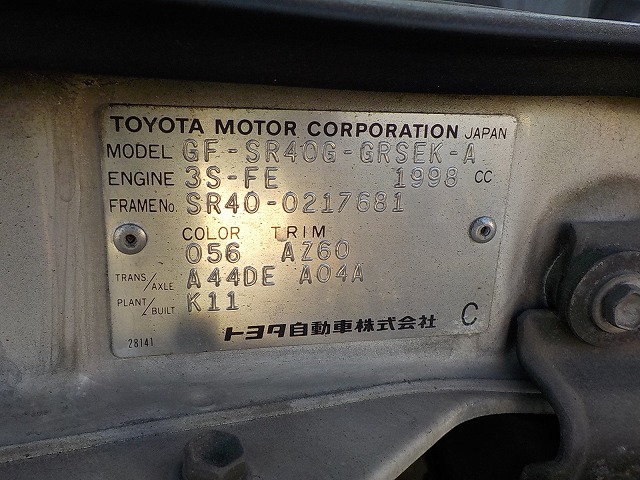 TOYOTA MOTOR CORPORATION JAPAN
MODEL GF-SR40G-GRSEK-A
ENGINE 3S-FE 1998 CC
FRAME No. SR40-0217681
COLOR TRIM
056 AZ60
TRANS./AXLE A44DE A04A
PLANT/BUILT K11
28141 トヨタ自動車株式会社 C